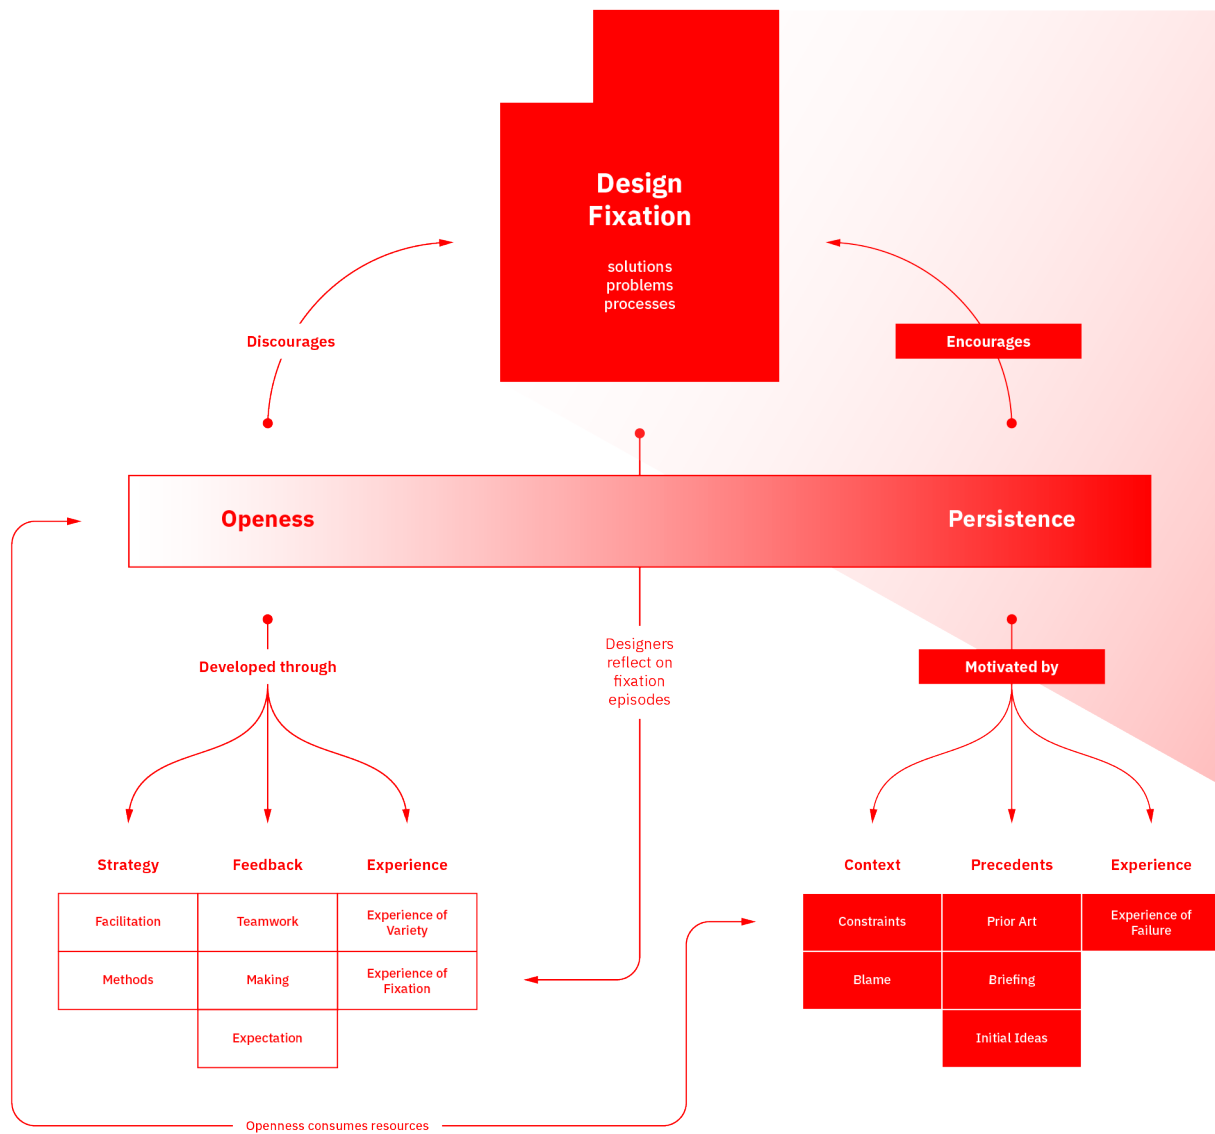 Design
Fixation
solutions
problems
processes
Discourages
Encourages
Openess
Persistence
Designers
reflect on
fixation
episodes
Developed through
Motivated by
Strategy
Feedback
Experience
Facilitation
Teamwork
Experience of
Variety
Methods
Making
Experience of
Fixation
Expectation
Context
Precedents
Experience
Constraints
Prior Art
Experience of
Failure
Blame
Briefing
Initial Ideas
Openness consumes resources